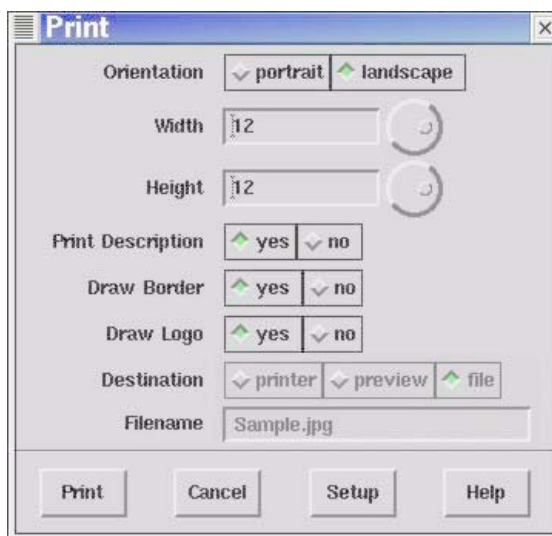 Print
Orientation portrait landscape
Width 12
Height 12
Print Description yes no
Draw Border yes no
Draw Logo yes no
Destination printer preview file
Filename Sample.jpg
Print Cancel Setup Help